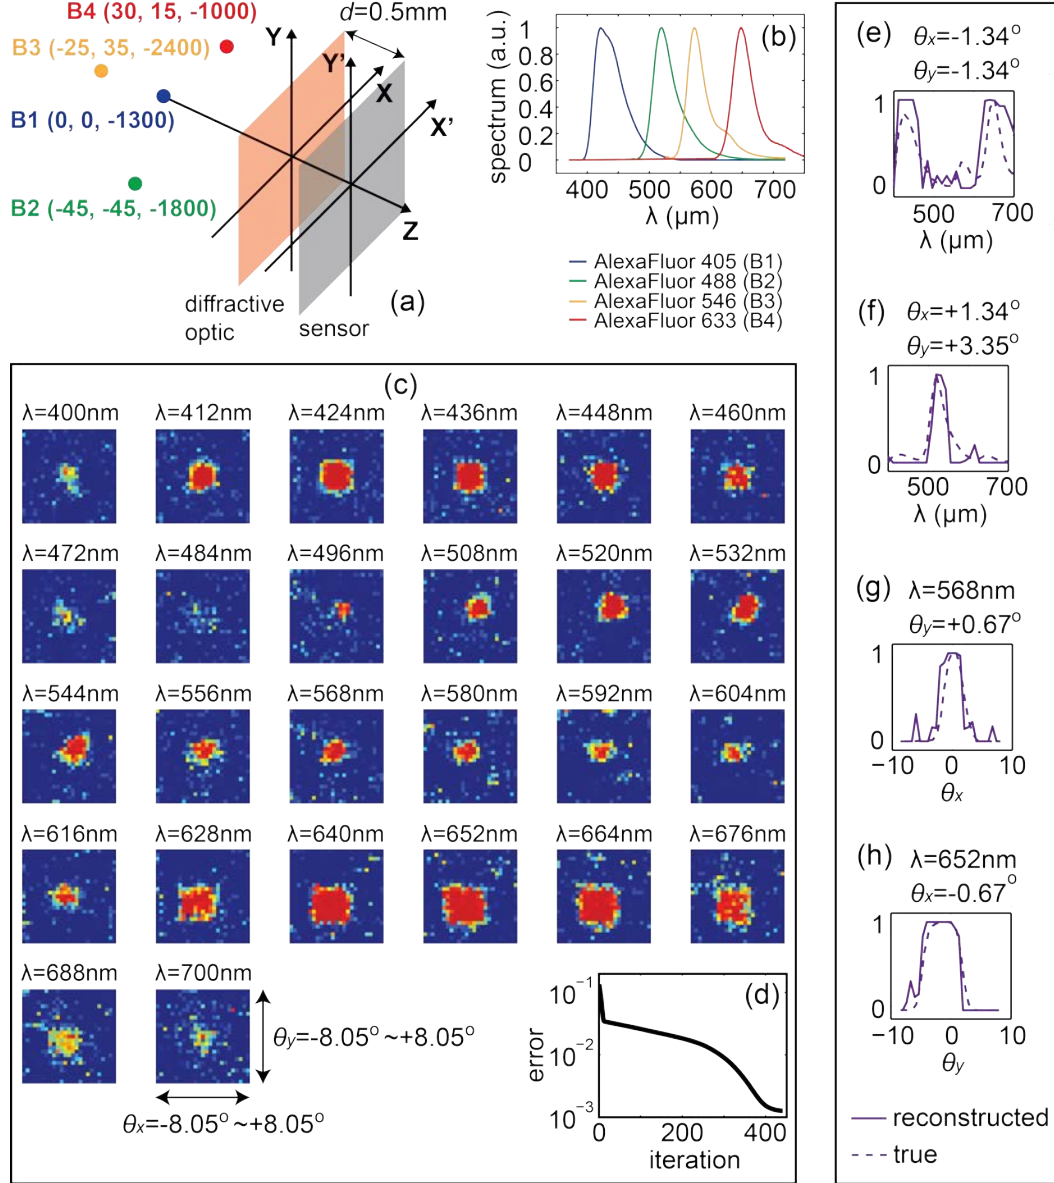 B4 (30, 15, -1000)
B3 (-25, 35, -2400)
B1 (0, 0, -1300)
B2 (-45, -45, -1800)
d=0.5mm
Y
Y'
X
X'
Z
diffractive
optic
sensor
(a)
(b)
spectrum (a.u.)
1
0.8
0.6
0.4
0.2
0
400 500 600 700
λ (μm)
AlexaFluor 405 (B1)
AlexaFluor 488 (B2)
AlexaFluor 546 (B3)
AlexaFluor 633 (B4)
(c)
λ=400nm λ=412nm λ=424nm λ=436nm λ=448nm λ=460nm
λ=472nm λ=484nm λ=496nm λ=508nm λ=520nm λ=532nm
λ=544nm λ=556nm λ=568nm λ=580nm λ=592nm λ=604nm
λ=616nm λ=628nm λ=640nm λ=652nm λ=664nm λ=676nm
λ=688nm λ=700nm
θy=-8.05° ~+8.05°
θx=-8.05° ~+8.05°
(d)
error
10⁻¹
10⁻²
10⁻³
0 200 400
iteration
(e)
θx=-1.34°
θy=-1.34°
1
0
500 700
λ (μm)
(f)
θx=+1.34°
θy=+3.35°
1
0
500 700
λ (μm)
(g)
λ=568nm
θy=+0.67°
1
0
−10 0 10
θx
(h)
λ=652nm
θx=-0.67°
1
0
−10 0 10
θy
reconstructed
true